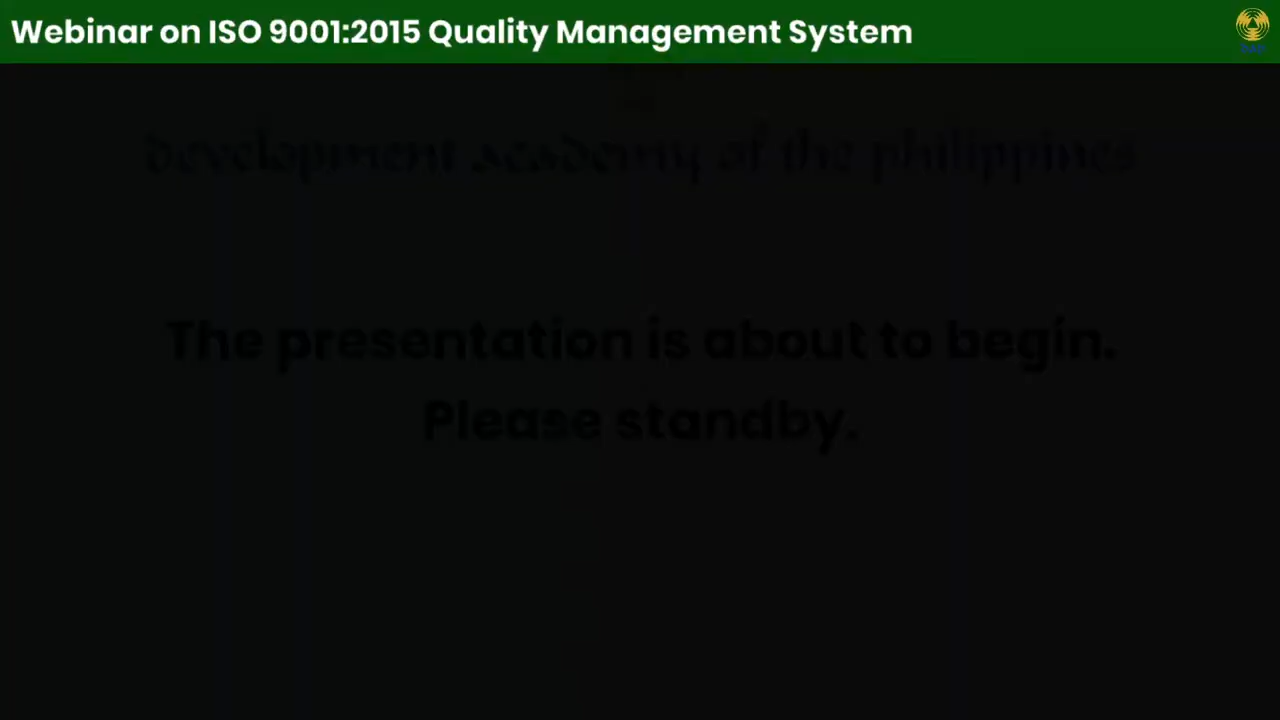 Webinar on ISO 9001:2015 Quality Management System
development academy of the philippines
The presentation is about to begin.
Please standby.